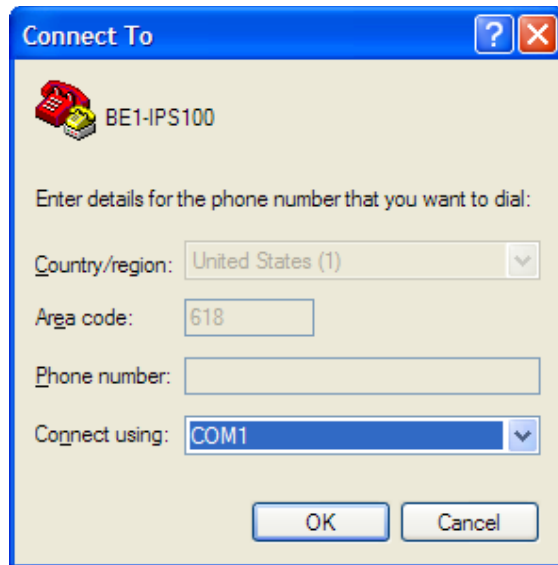 Connect To
BE1-IPS100
Enter details for the phone number that you want to dial:
Country/region: United States (1)
Area code: 618
Phone number:
Connect using: COM1
OK Cancel